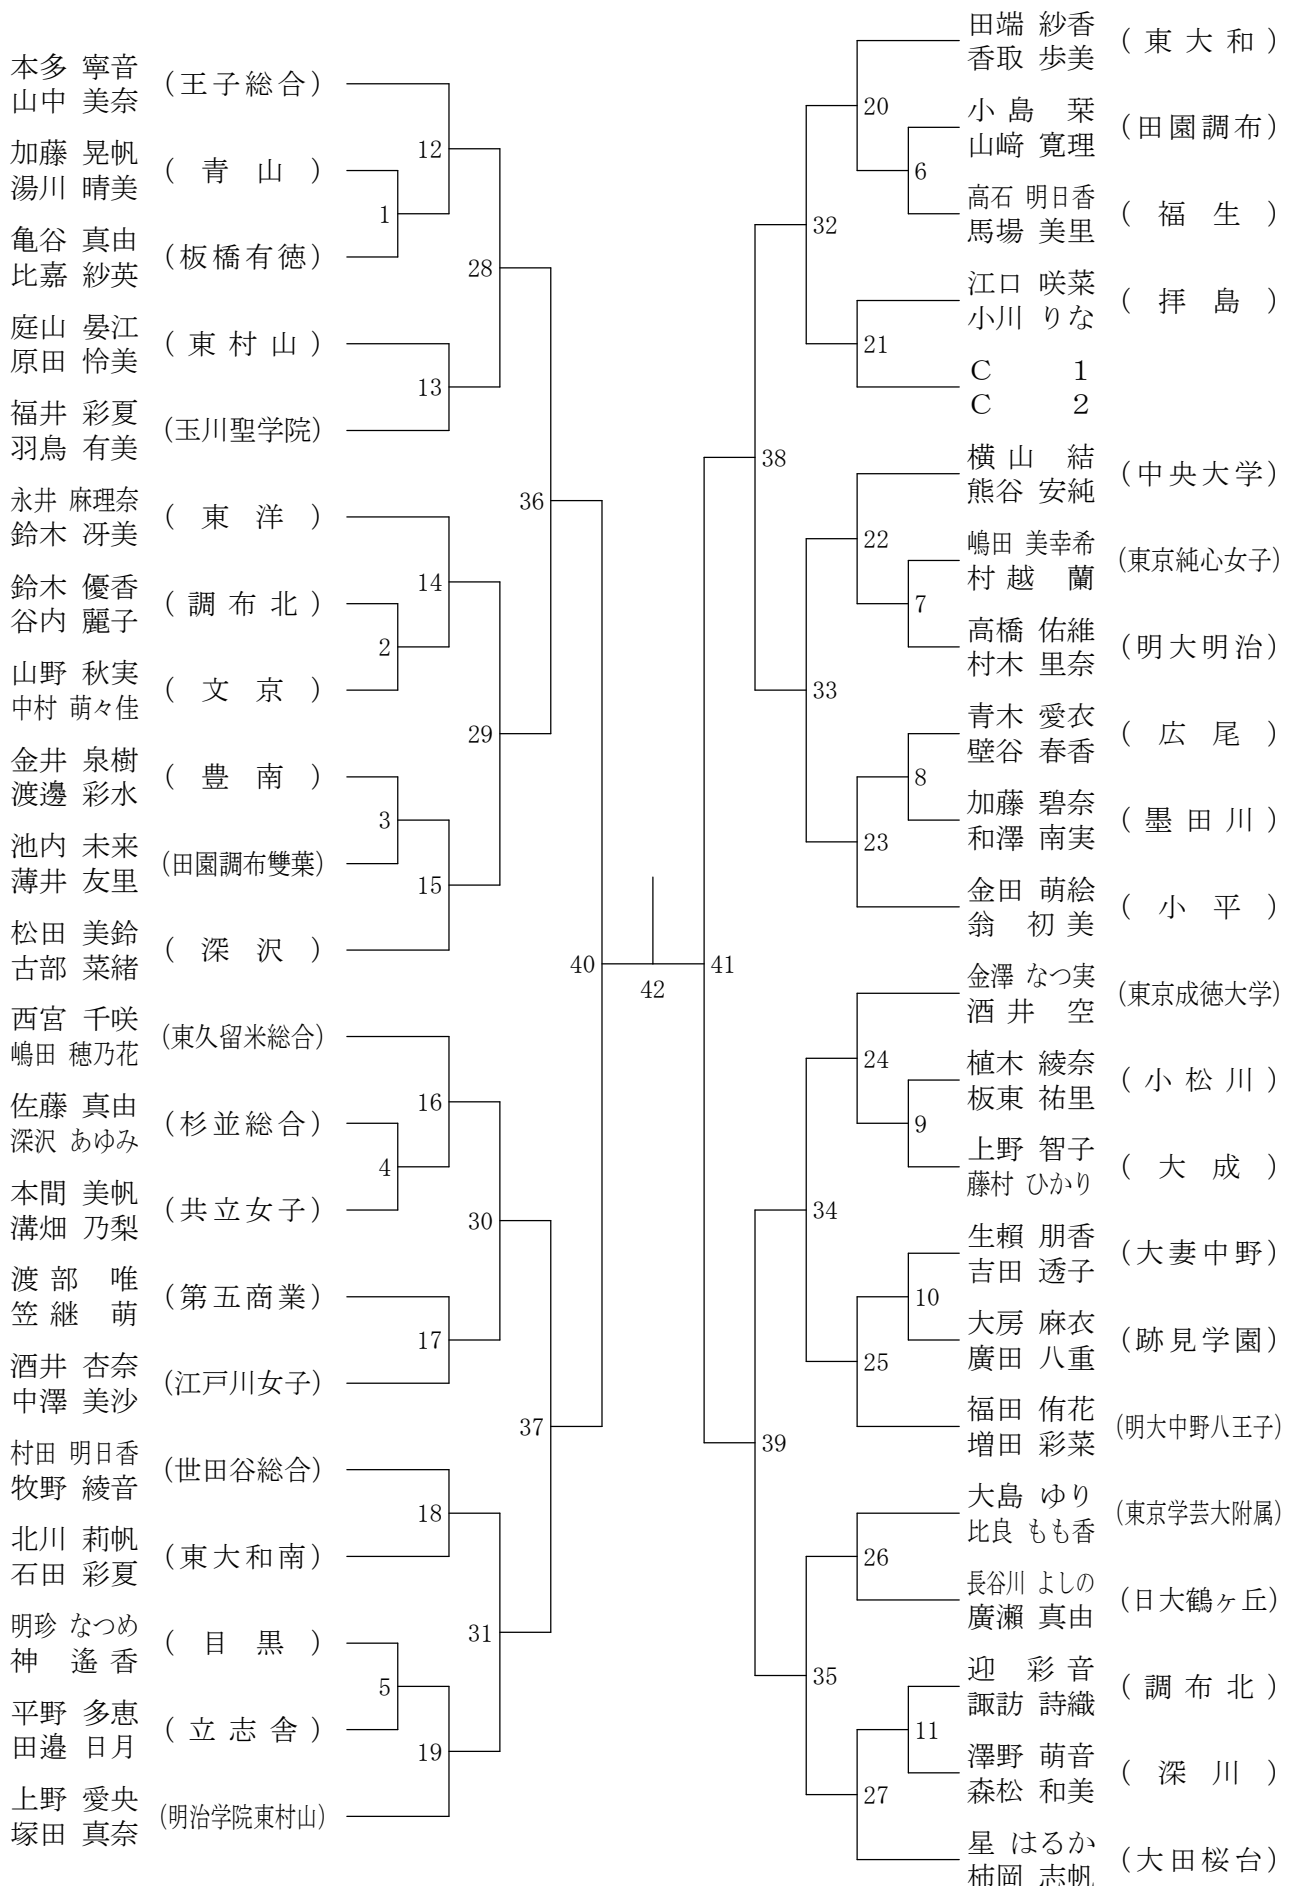 本多 寧音
山中 美奈
(王子総合)
加藤 晃帆
湯川 晴美
(青山)
亀谷 真由
比嘉 紗英
(板橋有徳)
庭山 晏江
原田 怜美
(東村山)
福井 彩夏
羽鳥 有美
(玉川聖学院)
永井 麻理奈
鈴木 冴美
(東洋)
鈴木 優香
谷内 麗子
(調布北)
山野 秋実
中村 萌々佳
(文京)
金井 泉樹
渡邊 彩水
(豊南)
池内 未来
薄井 友里
(田園調布雙葉)
松田 美鈴
古部 菜緒
(深沢)
西宮 千咲
嶋田 穂乃花
(東久留米総合)
佐藤 真由
深沢 あゆみ
(杉並総合)
本間 美帆
溝畑 乃梨
(共立女子)
渡部 唯
笠継 萌
(第五商業)
酒井 杏奈
中澤 美沙
(江戸川女子)
村田 明日香
牧野 綾音
(世田谷総合)
北川 莉帆
石田 彩夏
(東大和南)
明珍 なつめ
神 遙香
(目黒)
平野 多恵
田邉 日月
(立志舎)
上野 愛央
塚田 真奈
(明治学院東村山)
12
1
28
13
36
14
2
29
3
15
40
16
4
30
17
37
18
31
5
19
42
41
田端 紗香
香取 歩美
(東大和)
小島 栞
山﨑 寛理
(田園調布)
高石 明日香
馬場 美里
(福生)
江口 咲菜
小川 りな
(拝島)
C 1
C 2
横山 結
熊谷 安純
(中央大学)
嶋田 美幸希
村越 蘭
(東京純心女子)
高橋 佑維
村木 里奈
(明大明治)
青木 愛衣
壁谷 春香
(広尾)
加藤 碧奈
和澤 南実
(墨田川)
金田 萌絵
翁 初美
(小平)
金澤 なつ実
酒井 空
(東京成徳大学)
植木 綾奈
板東 祐里
(小松川)
上野 智子
藤村 ひかり
(大成)
生頼 朋香
吉田 透子
(大妻中野)
大房 麻衣
廣田 八重
(跡見学園)
福田 侑花
増田 彩菜
(明大中野八王子)
大島 ゆり
比良 もも香
(東京学芸大附属)
長谷川 よしの
廣瀬 真由
(日大鶴ヶ丘)
迎 彩音
諏訪 詩織
(調布北)
澤野 萌音
森松 和美
(深川)
星 はるか
柿岡 志帆
(大田桜台)
20
6
32
21
38
22
7
33
8
23
24
9
34
10
25
39
26
35
11
27